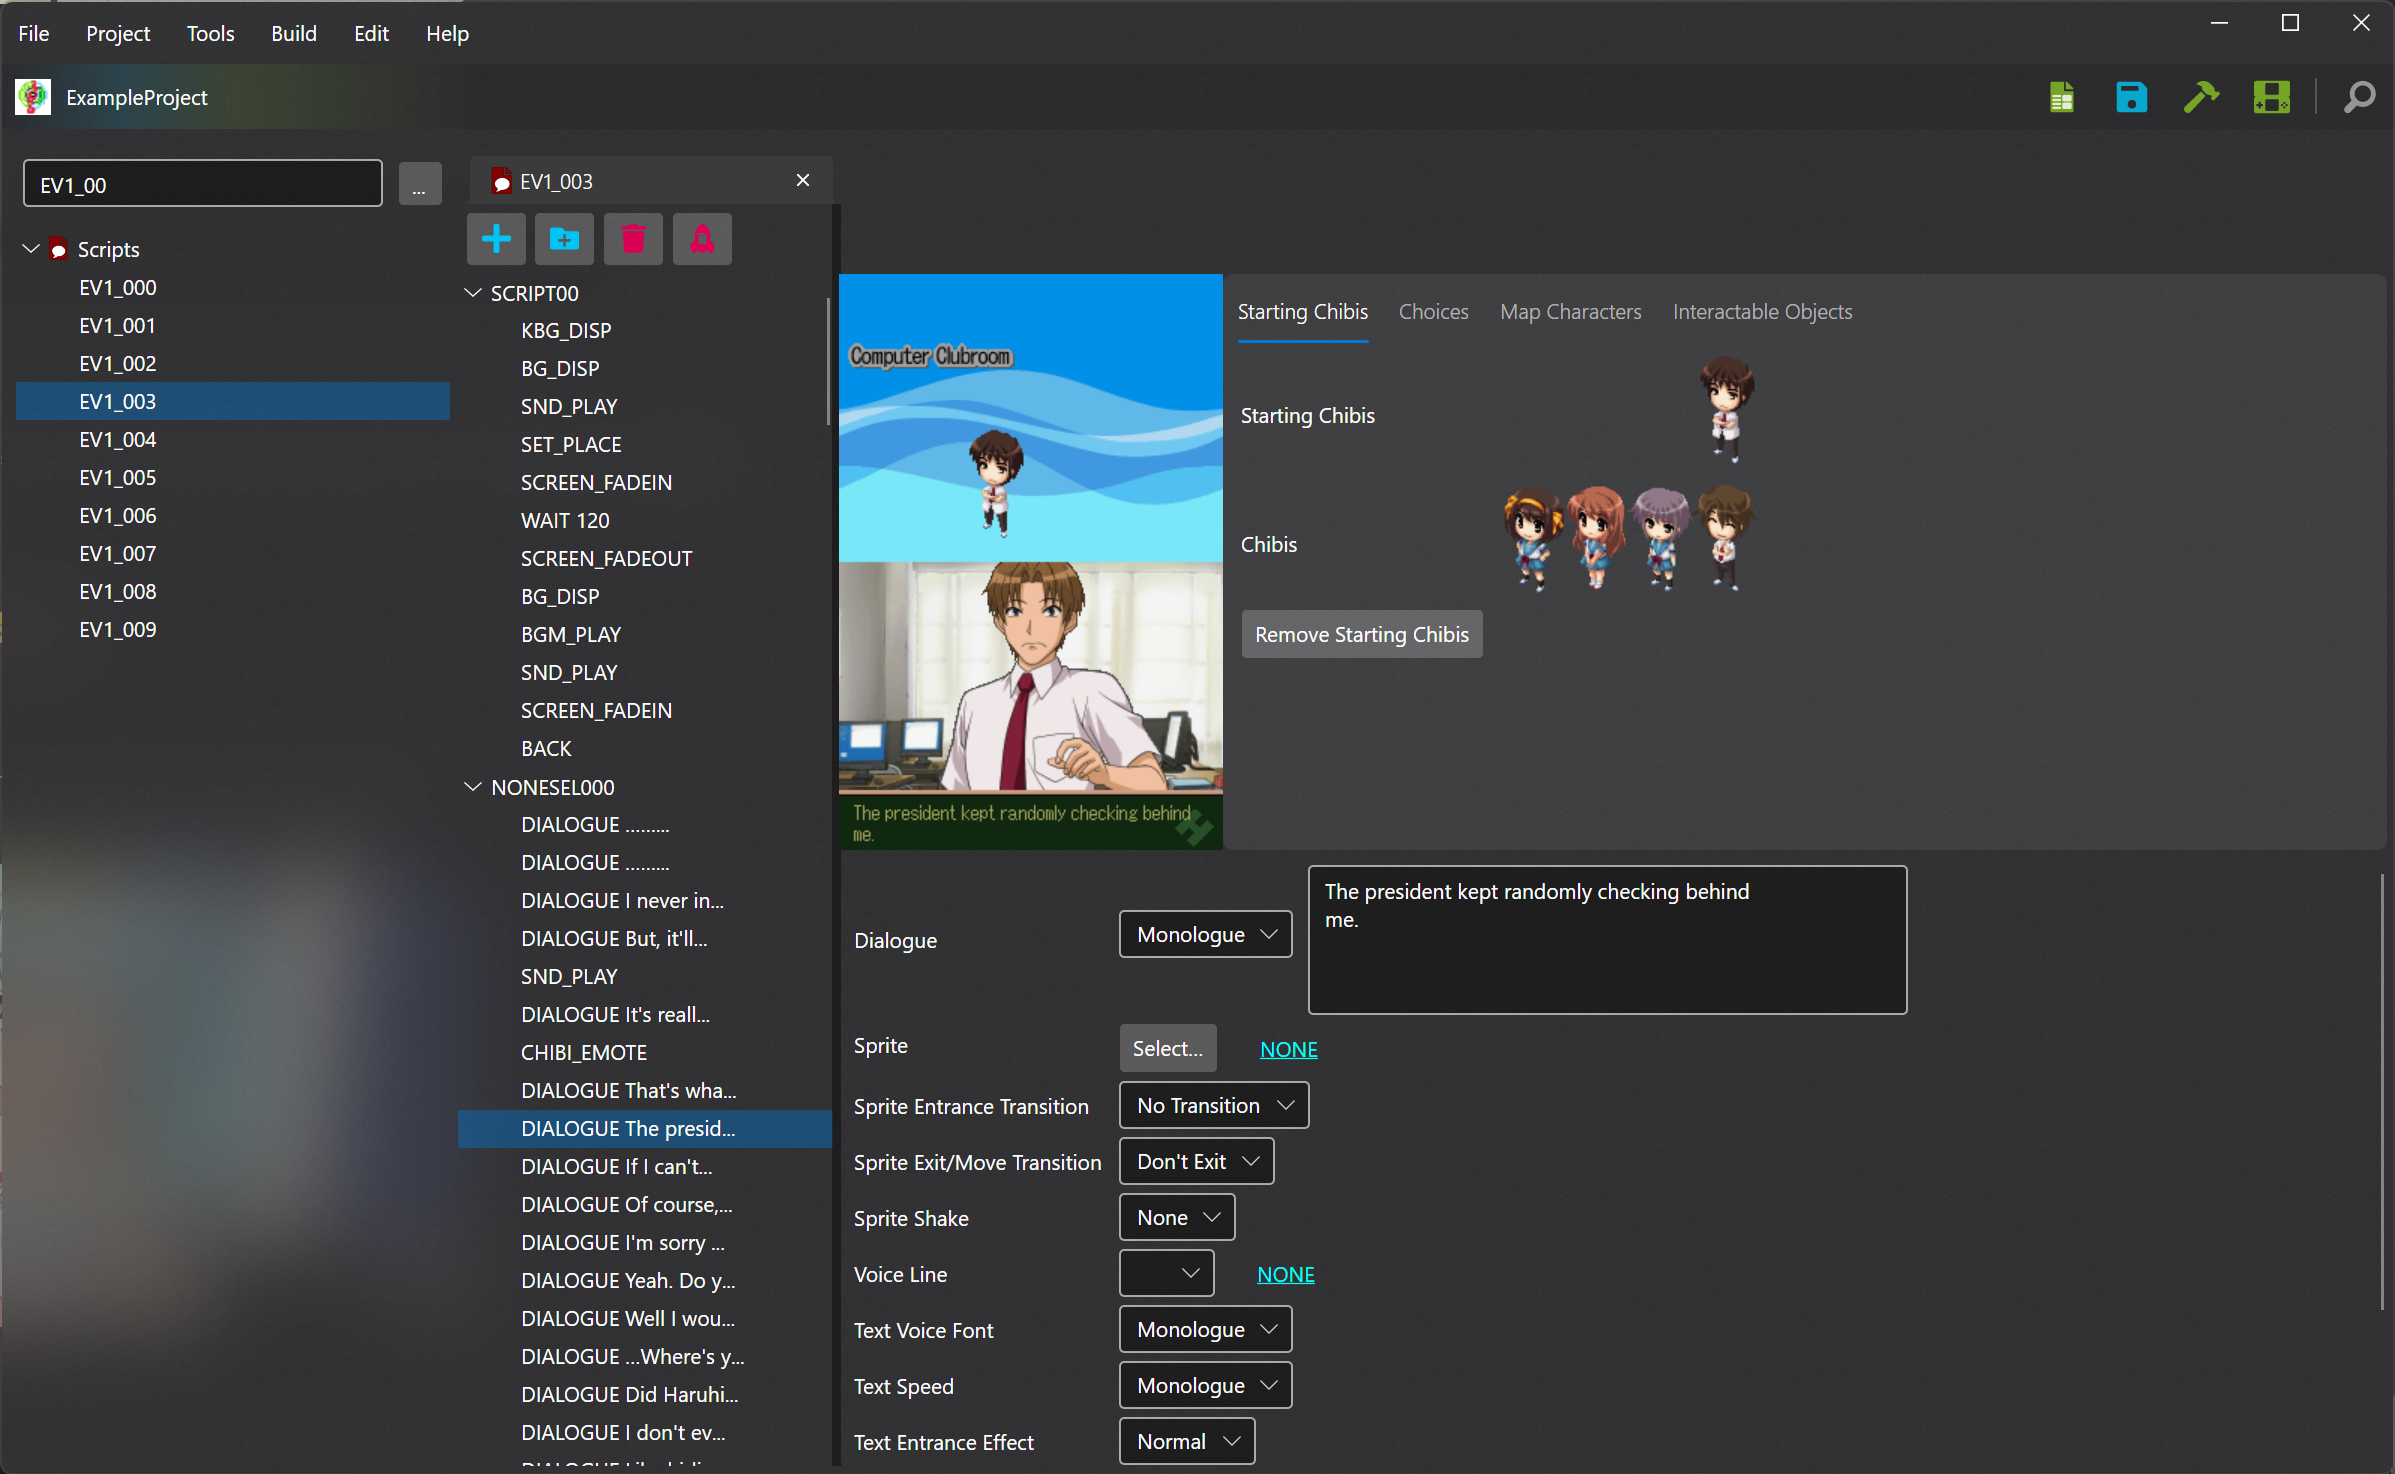 File Project Tools Build Edit Help
ExampleProject
EV1_00
...
Scripts
EV1_000
EV1_001
EV1_002
EV1_003
EV1_004
EV1_005
EV1_006
EV1_007
EV1_008
EV1_009
EV1_003
SCRIPT00
KBG_DISP
BG_DISP
SND_PLAY
SET_PLACE
SCREEN_FADEIN
WAIT 120
SCREEN_FADEOUT
BG_DISP
BGM_PLAY
SND_PLAY
SCREEN_FADEIN
BACK
NONESEL000
DIALOGUE .........
DIALOGUE .........
DIALOGUE I never in...
DIALOGUE But, it'll...
SND_PLAY
DIALOGUE It's reall...
CHIBI_EMOTE
DIALOGUE That's wha...
DIALOGUE The presid...
DIALOGUE If I can't...
DIALOGUE Of course,...
DIALOGUE I'm sorry ...
DIALOGUE Yeah. Do y...
DIALOGUE Well I wou...
DIALOGUE ...Where's y...
DIALOGUE Did Haruhi...
DIALOGUE I don't ev...
Computer Clubroom
The president kept randomly checking behind
me.
Starting Chibis Choices Map Characters Interactable Objects
Starting Chibis
Chibis
Remove Starting Chibis
Dialogue Monologue
The president kept randomly checking behind
me.
Sprite Select... NONE
Sprite Entrance Transition No Transition
Sprite Exit/Move Transition Don't Exit
Sprite Shake None
Voice Line NONE
Text Voice Font Monologue
Text Speed Monologue
Text Entrance Effect Normal